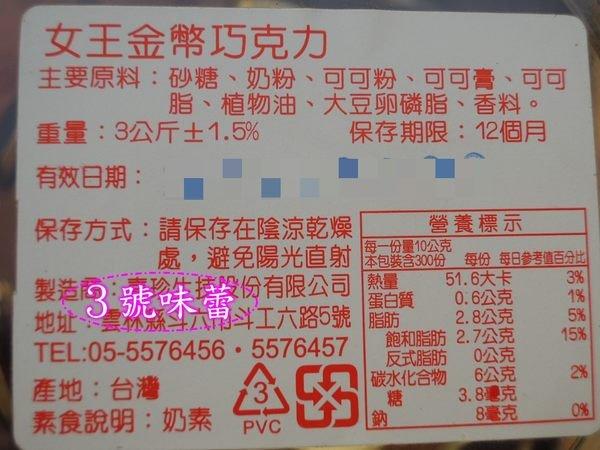 女王金幣巧克力
主要原料：砂糖、奶粉、可可粉、可可膏、可可
脂、植物油、大豆卵磷脂、香料。
重量：3公斤±1.5%
保存期限：12個月
有效日期：
保存方式：請保存在陰涼乾燥
處，避免陽光直射
製造 股份有限公司
3號味蕾
地址 雲林縣斗六市斗工六路5號
TEL:05-5576456·5576457
產地：台灣
素食說明：奶素
3
PVC
營養標示
每一份量10公克
本包裝含300份 每份 每日參考值百分比
熱量 51.6大卡 3%
蛋白質 0.6公克 1%
脂肪 2.8公克 5%
飽和脂肪 2.7公克 15%
反式脂肪 0公克
碳水化合物 6公克 2%
糖 3.8毫克
鈉 8毫克 0%